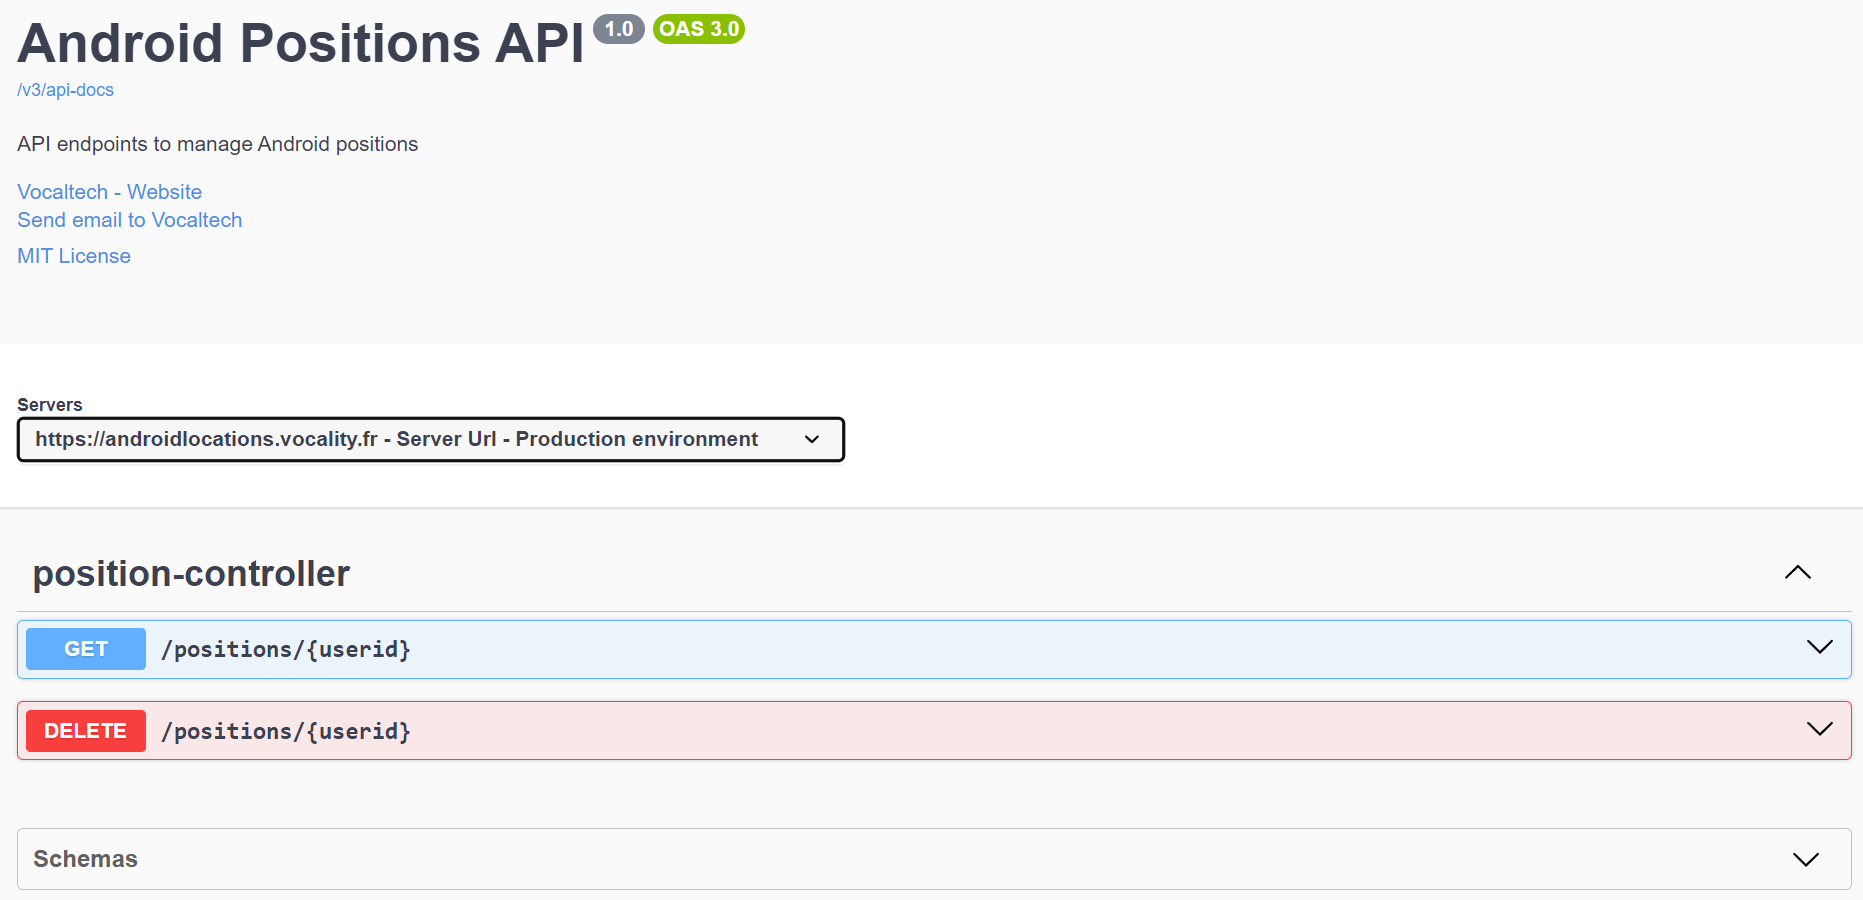 Android Positions API 1.0 OAS 3.0
/v3/api-docs
API endpoints to manage Android positions
Vocaltech - Website
Send email to Vocaltech
MIT License
Servers
https://androidlocations.vocality.fr - Server Url - Production environment
position-controller
GET /positions/{userid}
DELETE /positions/{userid}
Schemas